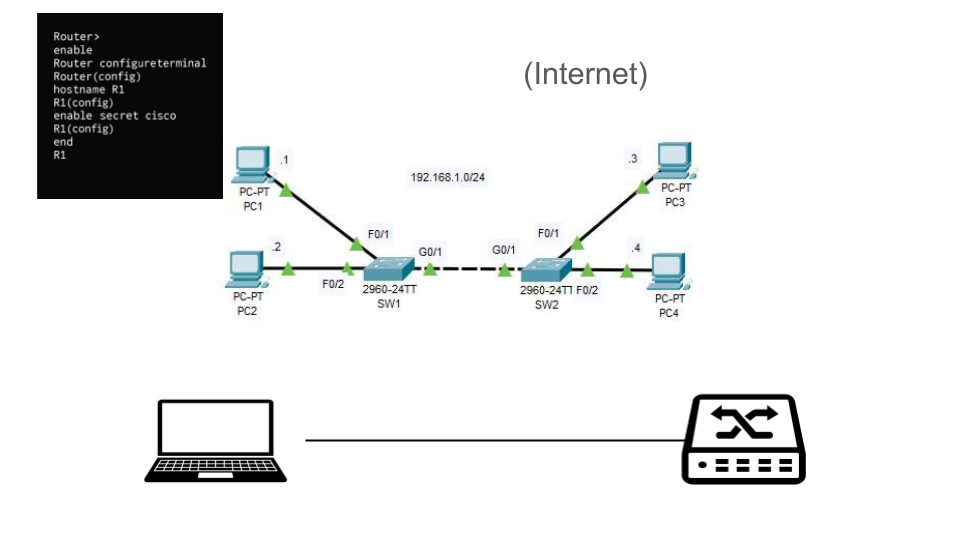 Router>
enable
Router configureterminal
Router(config)
hostname R1
R1(config)
enable secret cisco
R1(config)
end
R1
(Internet)
.1
.3
192.168.1.0/24
PC-PT
PC1
PC-PT
PC3
F0/1
F0/1
.2
G0/1
G0/1
.4
F0/2
2960-24TT
SW1
2960-24T1
SW2
F0/2
PC-PT
PC2
PC-PT
PC4